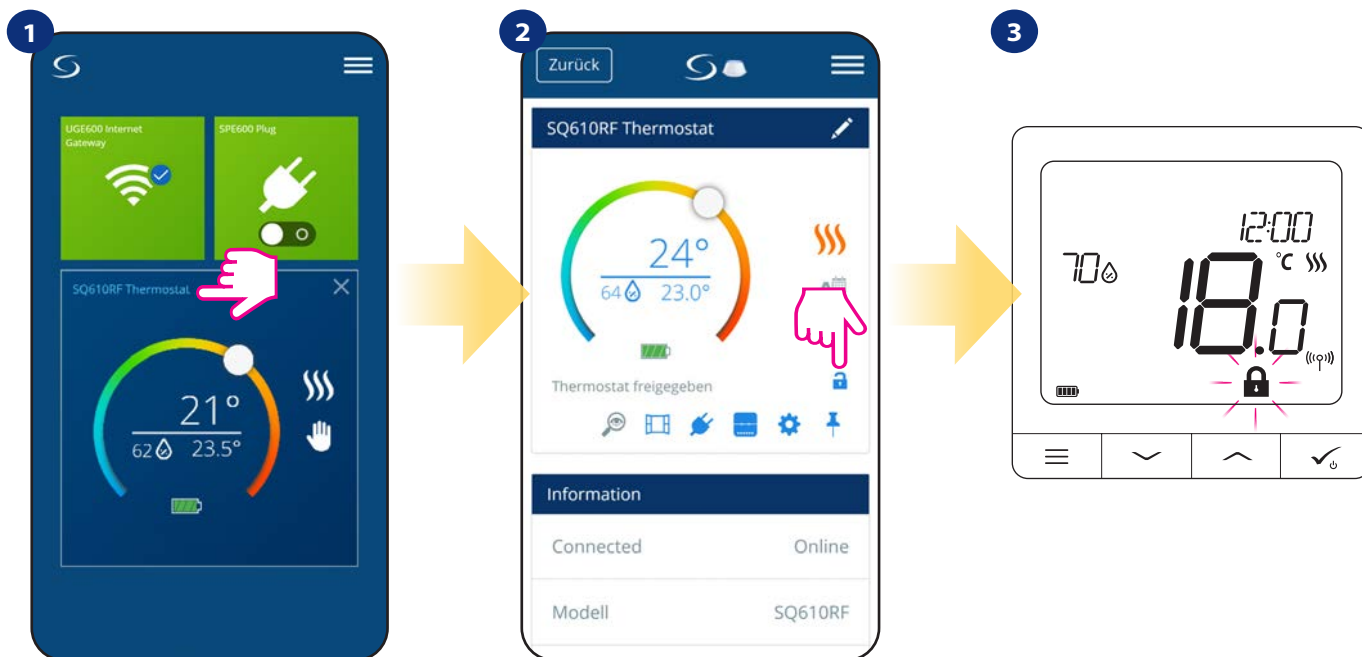 1
UGE600 Internet
Gateway
SPE600 Plug
SQ610RF Thermostat
21°
62 23.5°
2
Zurück
SQ610RF Thermostat
24°
64 23.0°
Thermostat freigegeben
Information
Connected Online
Modell SQ610RF
3
12:00
70 °C
18.0